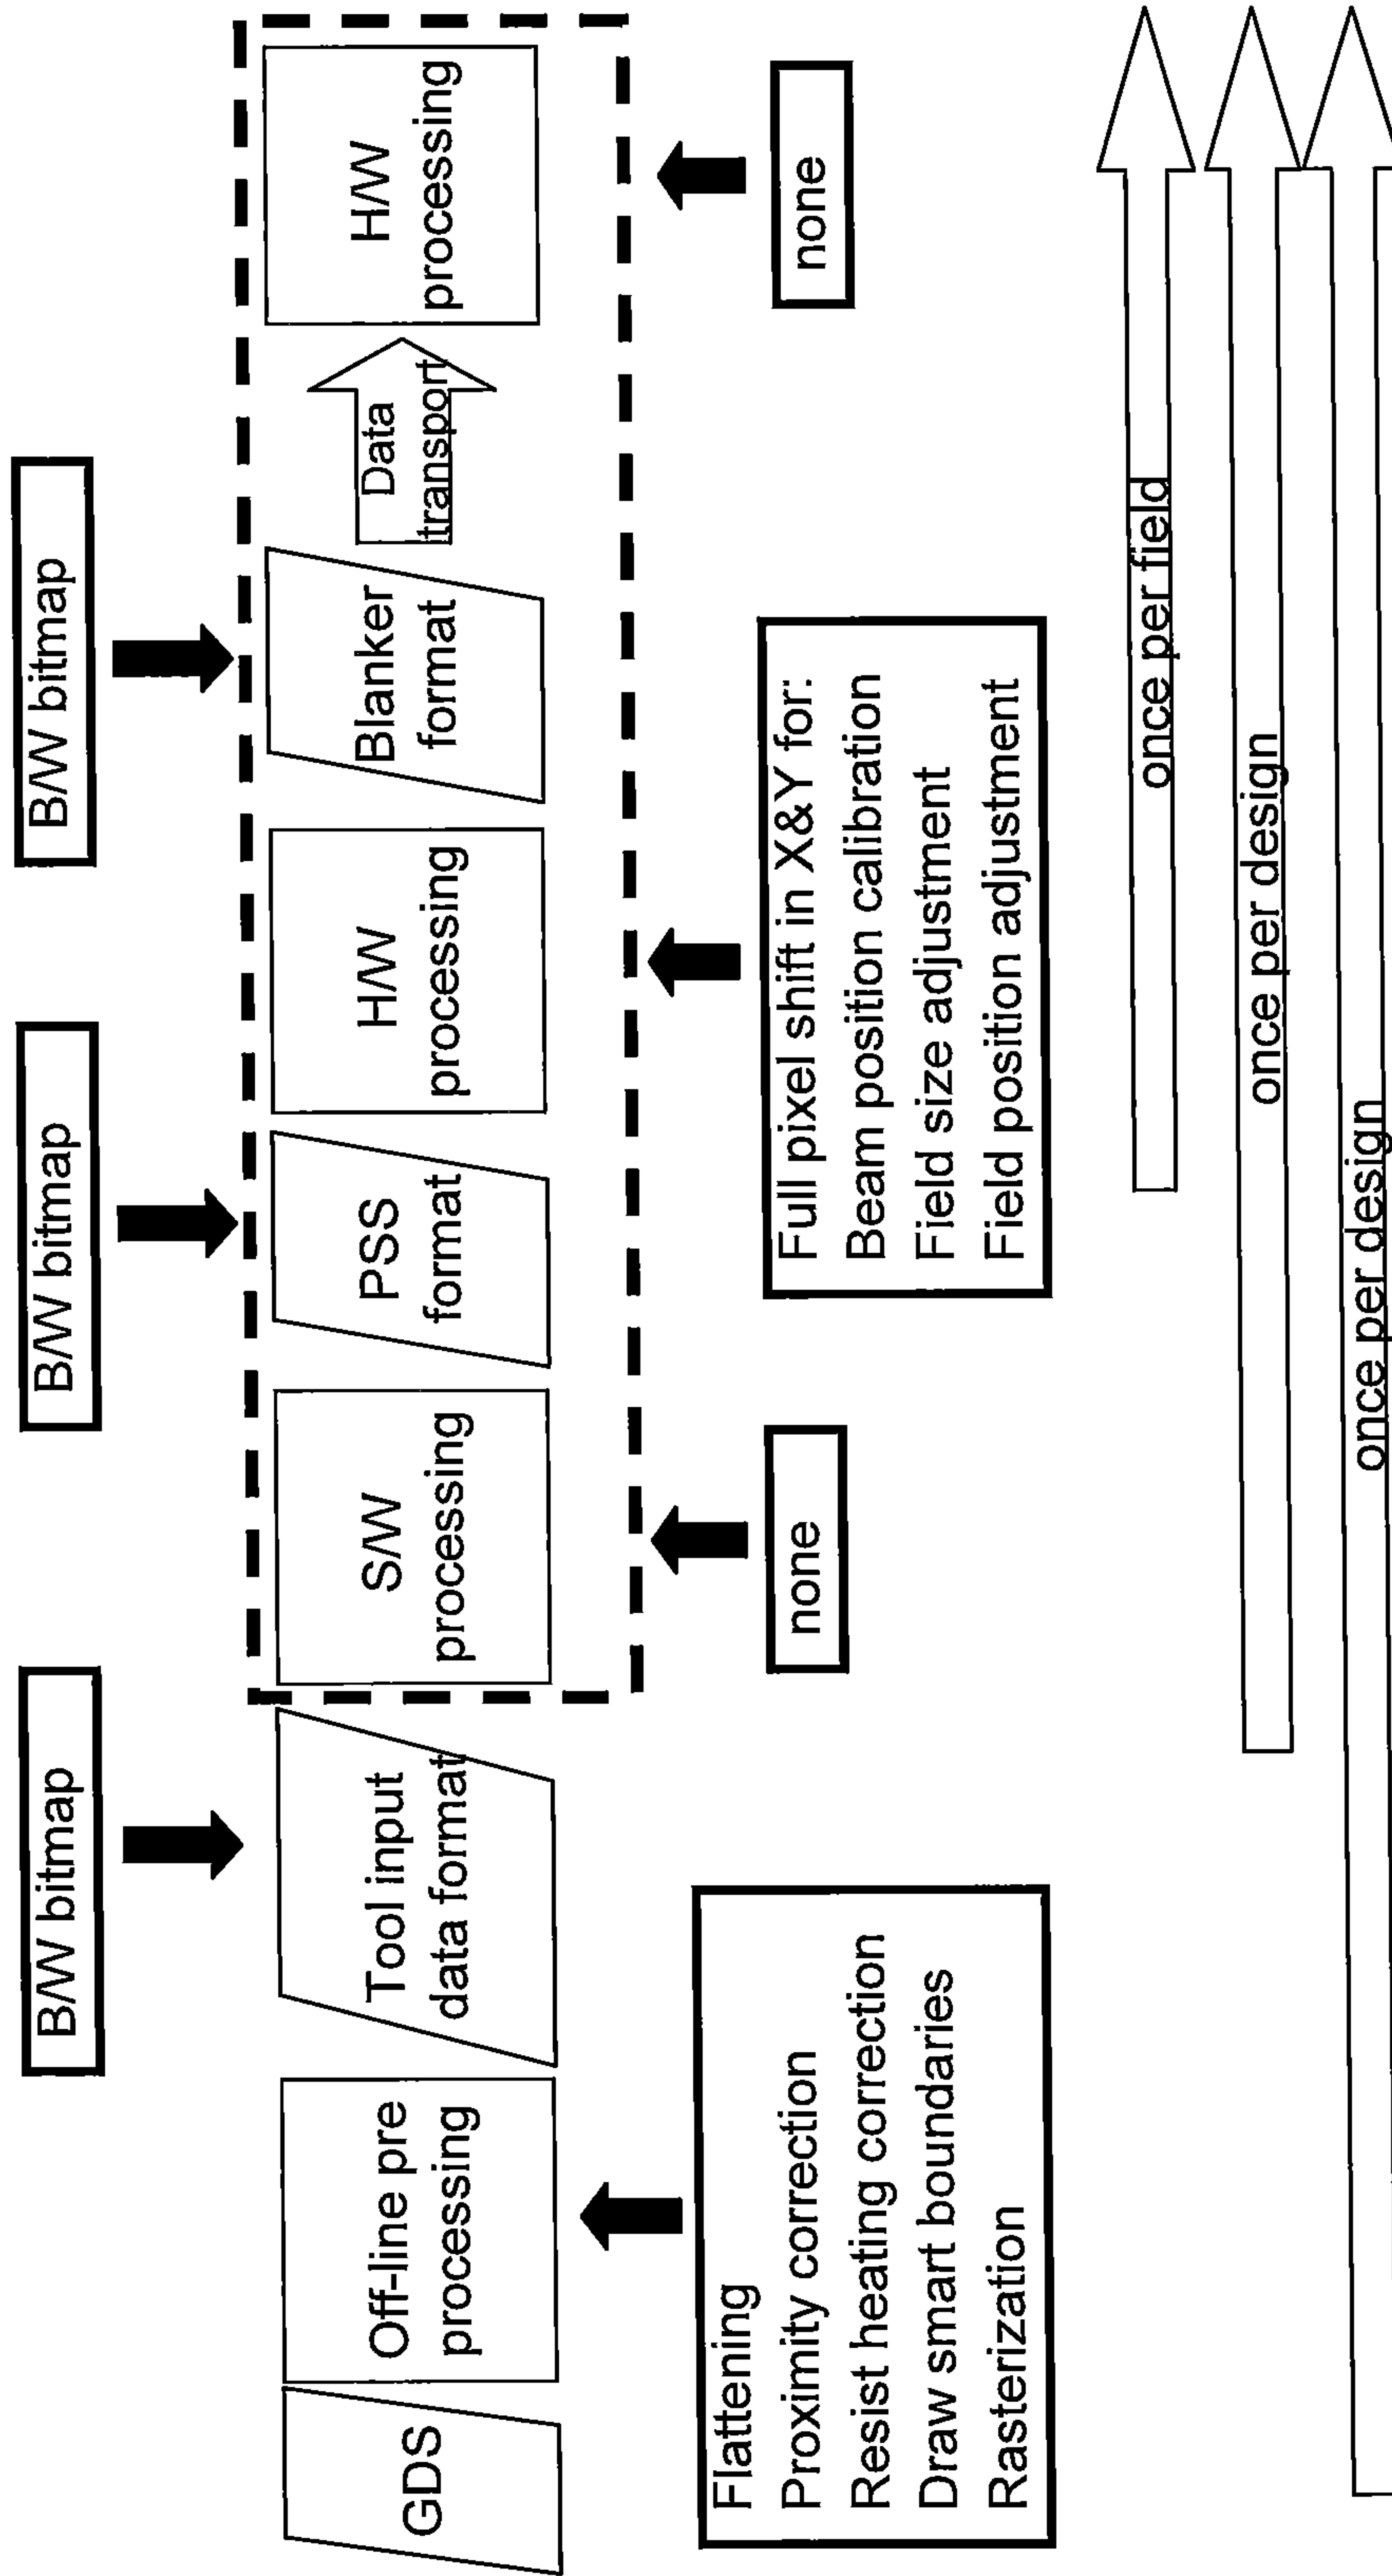 B/W bitmap
B/W bitmap
B/W bitmap
GDS
Off-line pre
processing
Tool input
data format
S/W
processing
PSS
format
H/W
processing
Blanker
format
Data
transport
H/W
processing
Flattening
Proximity correction
Resist heating correction
Draw smart boundaries
Rasterization
none
Full pixel shift in X&Y for:
Beam position calibration
Field size adjustment
Field position adjustment
none
once per field
once per design
once per design